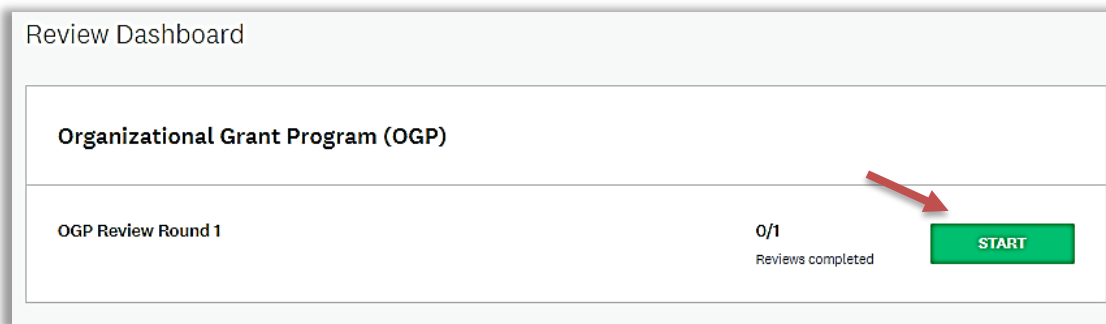 Review Dashboard
Organizational Grant Program (OGP)
OGP Review Round 1
0/1
Reviews completed
START